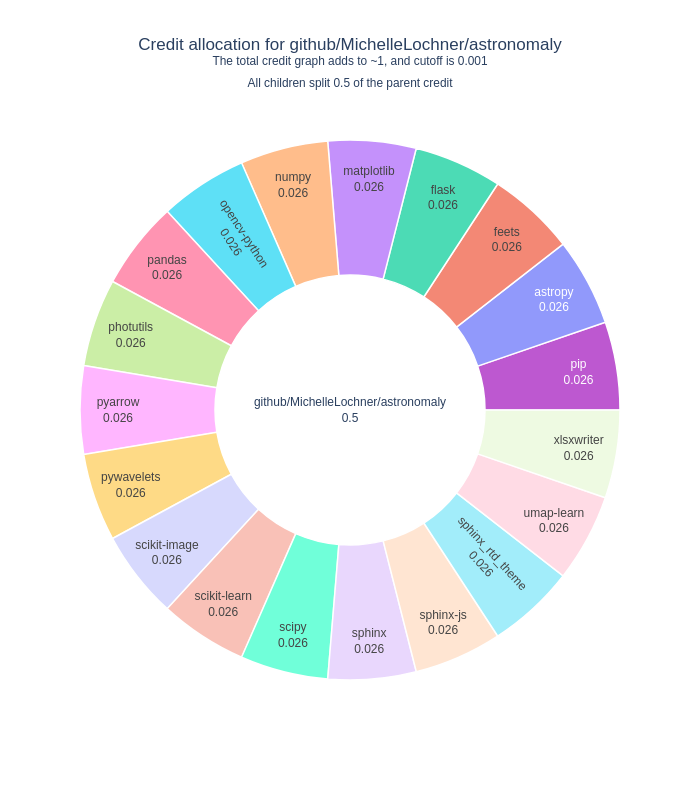 Credit allocation for github/MichelleLochner/astronomaly
The total credit graph adds to ~1, and cutoff is 0.001
All children split 0.5 of the parent credit
github/MichelleLochner/astronomaly
0.5
pip
0.026
astropy
0.026
feets
0.026
flask
0.026
matplotlib
0.026
numpy
0.026
opencv-python
0.026
pandas
0.026
photutils
0.026
pyarrow
0.026
pywavelets
0.026
scikit-image
0.026
scikit-learn
0.026
scipy
0.026
sphinx
0.026
sphinx-js
0.026
sphinx_rtd_theme
0.026
umap-learn
0.026
xlsxwriter
0.026